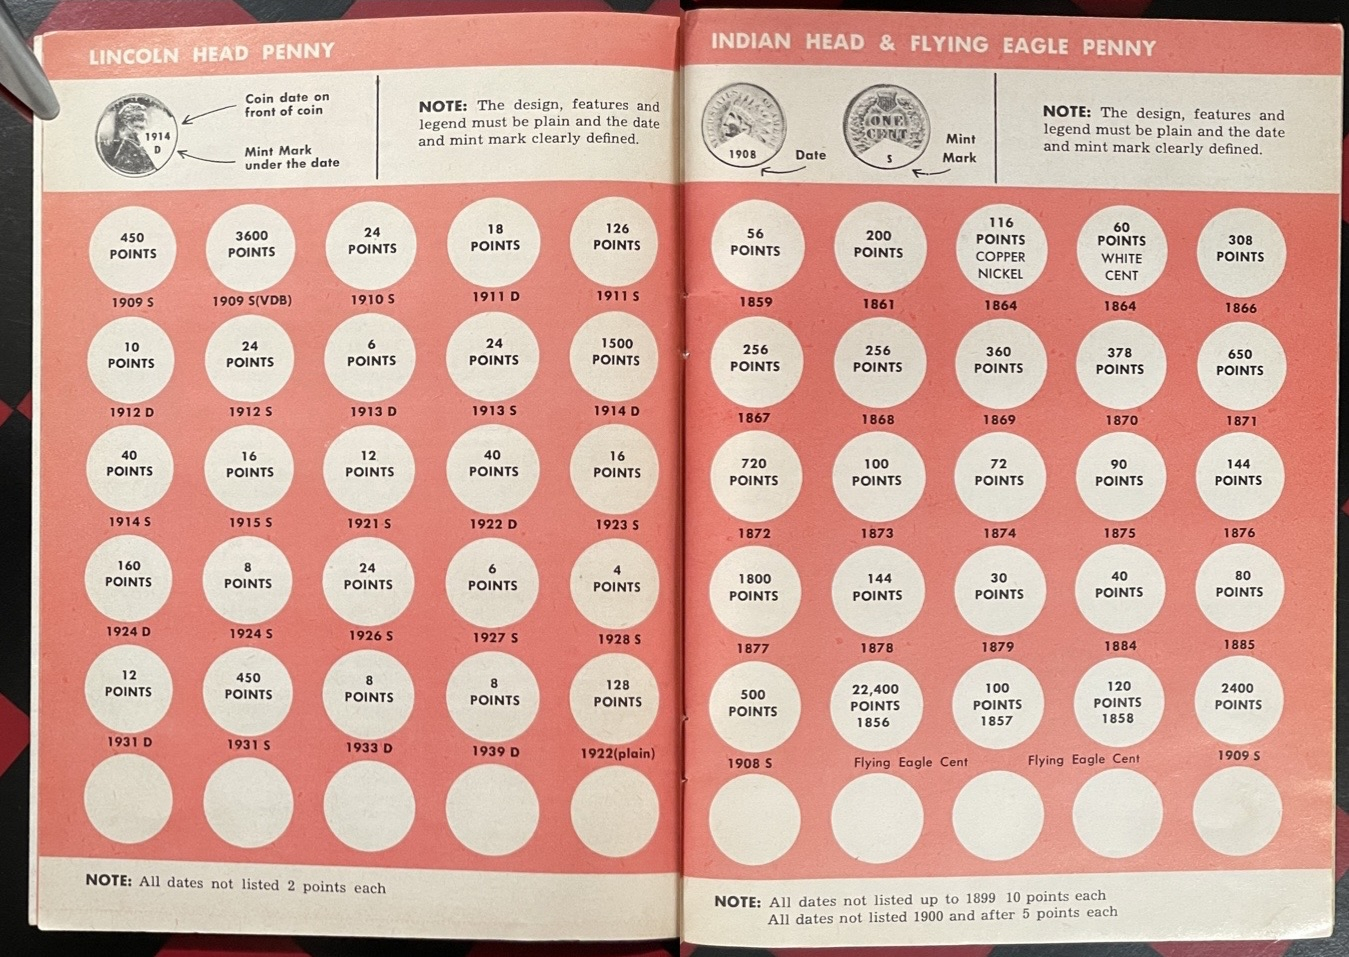 LINCOLN HEAD PENNY
1914
D
Coin date on
front of coin
Mint Mark
under the date
NOTE: The design, features and
legend must be plain and the date
and mint mark clearly defined.
450
POINTS
3600
POINTS
24
POINTS
18
POINTS
126
POINTS
1909 S
1909 S(VDB)
1910 S
1911 D
1911 S
10
POINTS
24
POINTS
6
POINTS
24
POINTS
1500
POINTS
1912 D
1912 S
1913 D
1913 S
1914 D
40
POINTS
16
POINTS
12
POINTS
40
POINTS
16
POINTS
1914 S
1915 S
1921 S
1922 D
1923 S
160
POINTS
8
POINTS
24
POINTS
6
POINTS
4
POINTS
1924 D
1924 S
1926 S
1927 S
1928 S
12
POINTS
450
POINTS
8
POINTS
8
POINTS
128
POINTS
1931 D
1931 S
1933 D
1939 D
1922(plain)
NOTE: All dates not listed 2 points each
INDIAN HEAD & FLYING EAGLE PENNY
1908
Date
ONE
CENT
S
Mint
Mark
NOTE: The design, features and
legend must be plain and the date
and mint mark clearly defined.
56
POINTS
200
POINTS
116
POINTS
COPPER
NICKEL
60
POINTS
WHITE
CENT
308
POINTS
1859
1861
1864
1864
1866
256
POINTS
256
POINTS
360
POINTS
378
POINTS
650
POINTS
1867
1868
1869
1870
1871
720
POINTS
100
POINTS
72
POINTS
90
POINTS
144
POINTS
1872
1873
1874
1875
1876
1800
POINTS
144
POINTS
30
POINTS
40
POINTS
80
POINTS
1877
1878
1879
1884
1885
500
POINTS
22,400
POINTS
1856
100
POINTS
1857
120
POINTS
1858
2400
POINTS
1908 S
Flying Eagle Cent
Flying Eagle Cent
1909 S
NOTE: All dates not listed up to 1899 10 points each
All dates not listed 1900 and after 5 points each